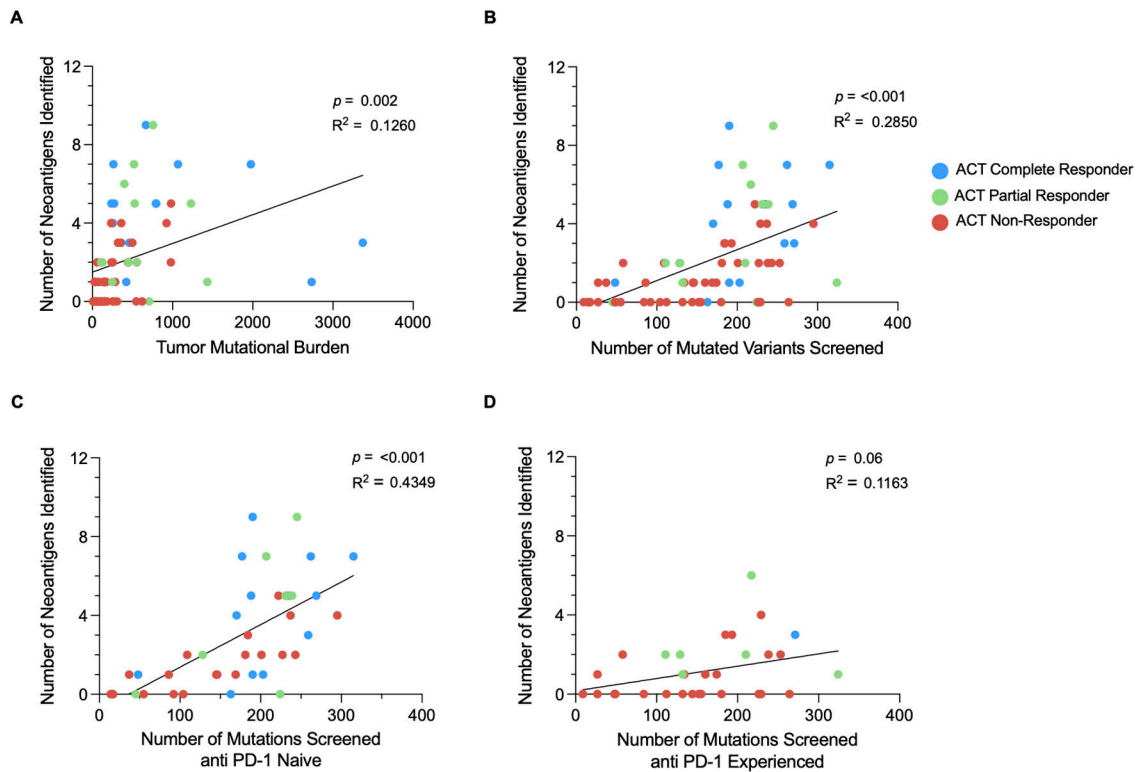 A
Number of Neoantigens Identified
12
8
4
0
p = 0.002
R² = 0.1260
0 1000 2000 3000 4000
Tumor Mutational Burden
B
Number of Neoantigens Identified
12
8
4
0
p = <0.001
R² = 0.2850
0 100 200 300 400
Number of Mutated Variants Screened
ACT Complete Responder
ACT Partial Responder
ACT Non-Responder
C
Number of Neoantigens Identified
12
8
4
0
p = <0.001
R² = 0.4349
0 100 200 300 400
Number of Mutations Screened
anti PD-1 Naive
D
Number of Neoantigens Identified
12
8
4
0
p = 0.06
R² = 0.1163
0 100 200 300 400
Number of Mutations Screened
anti PD-1 Experienced